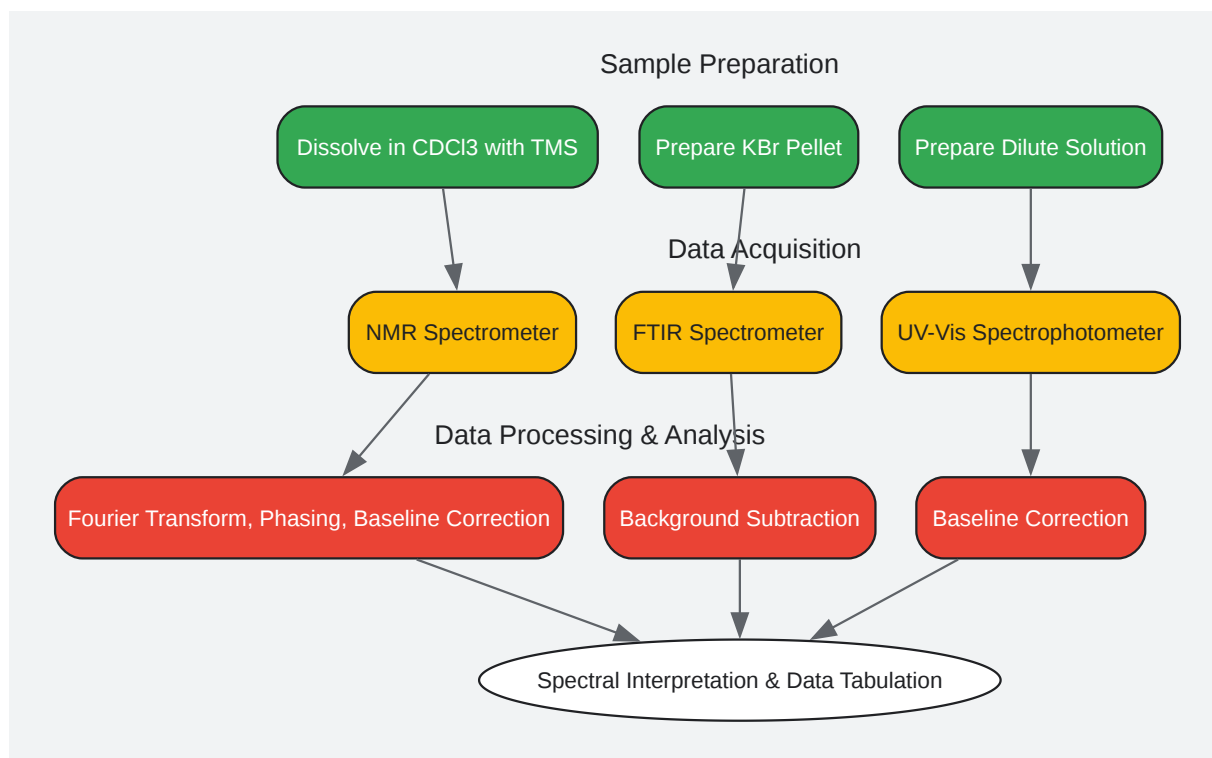 Sample Preparation
Dissolve in CDCl3 with TMS
Prepare KBr Pellet
Prepare Dilute Solution
Data Acquisition
NMR Spectrometer
FTIR Spectrometer
UV-Vis Spectrophotometer
Data Processing & Analysis
Fourier Transform, Phasing, Baseline Correction
Background Subtraction
Baseline Correction
Spectral Interpretation & Data Tabulation